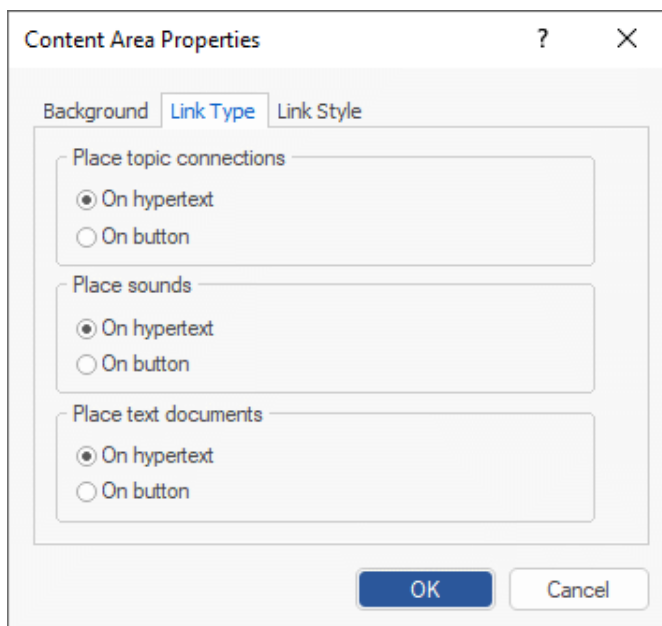 Content Area Properties ?
Background Link Type Link Style
Place topic connections
On hypertext
On button
Place sounds
On hypertext
On button
Place text documents
On hypertext
On button
OK Cancel